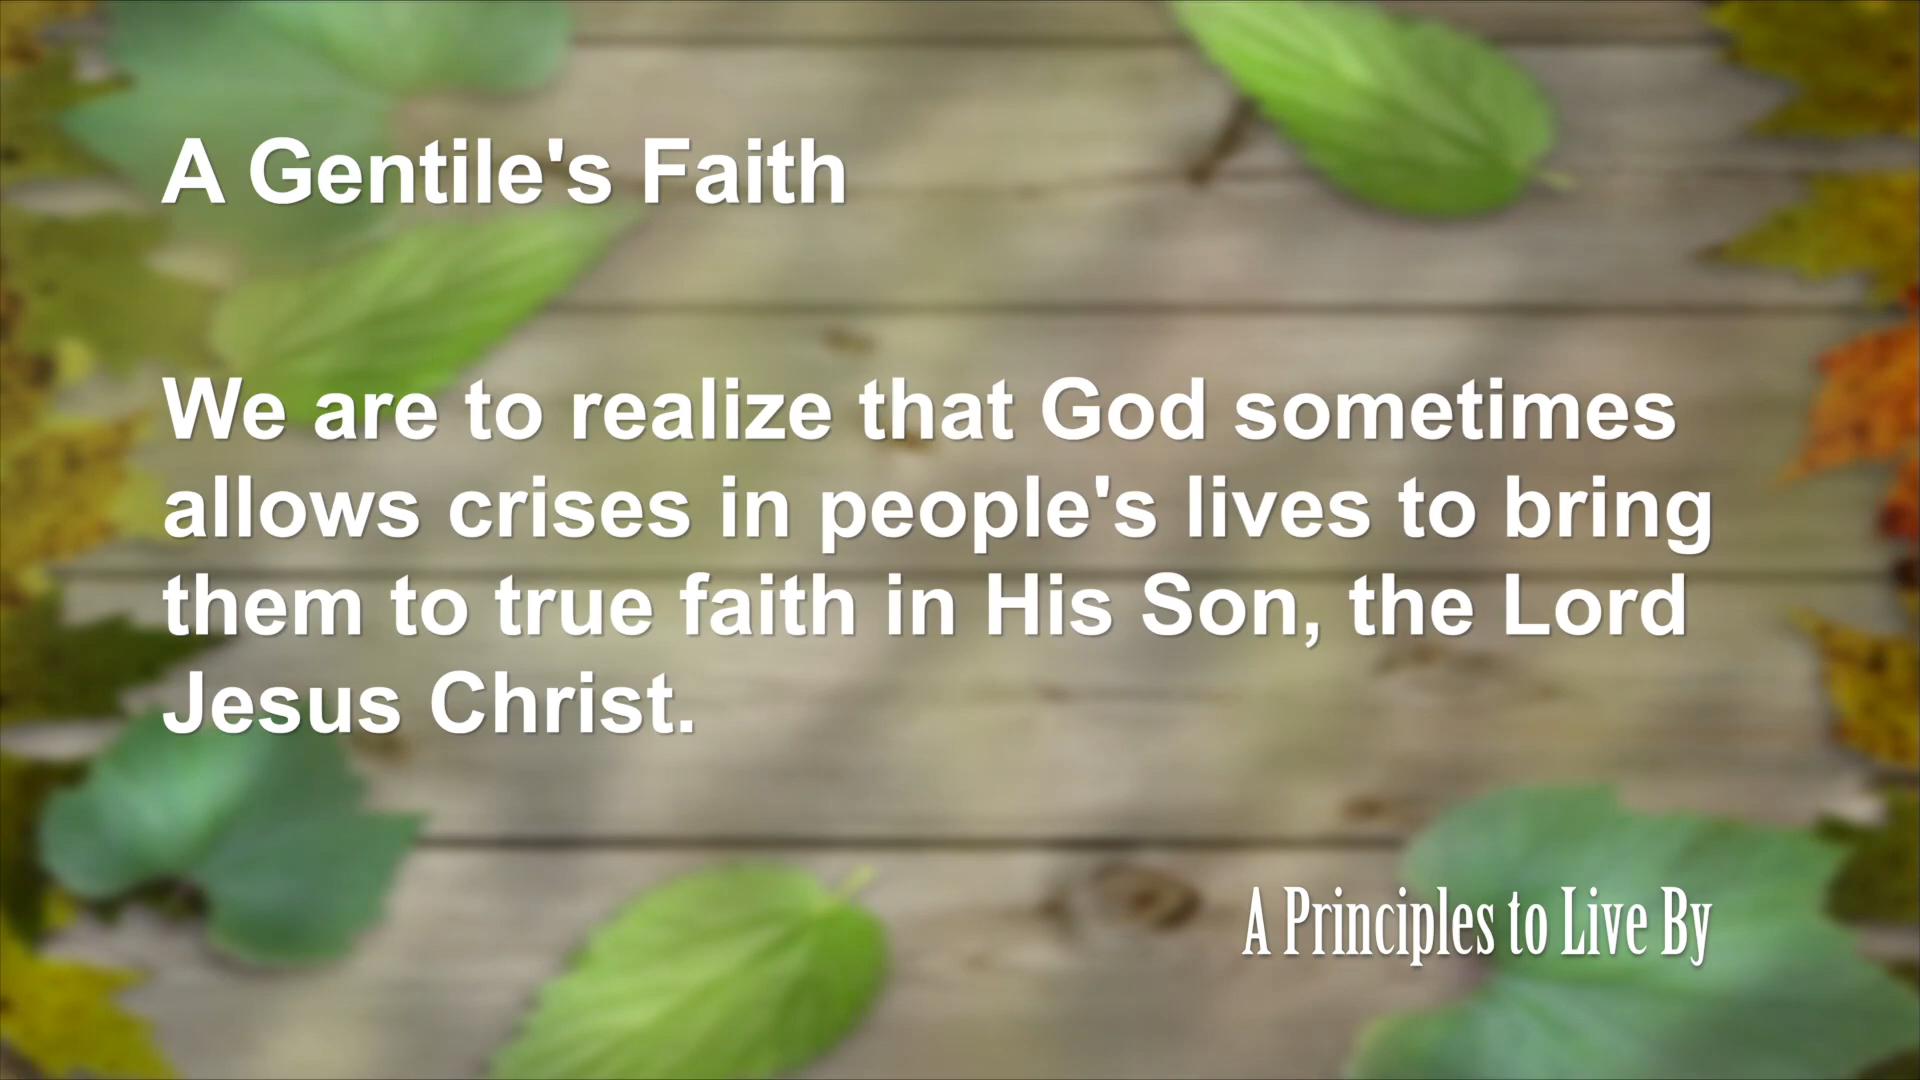 A Gentile's Faith
We are to realize that God sometimes
allows crises in people's lives to bring
them to true faith in His Son, the Lord
Jesus Christ.
A Principles to Live By